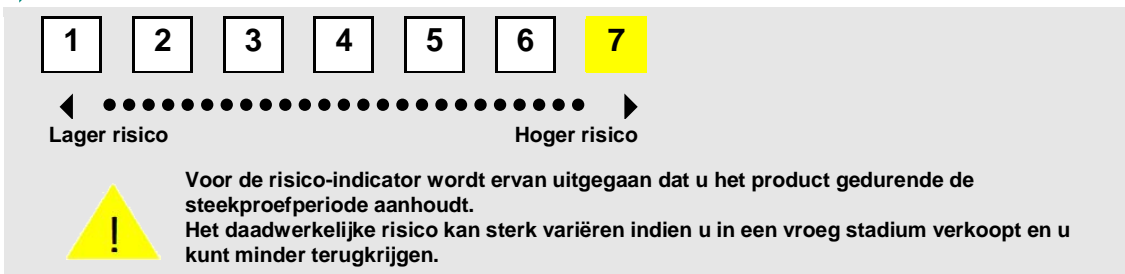 1 2 3 4 5 6 7
Lager risico Hoger risico
!
Voor de risico-indicator wordt ervan uitgegaan dat u het product gedurende de
steekproefperiode aanhoudt.
Het daadwerkelijke risico kan sterk variëren indien u in een vroeg stadium verkoopt en u
kunt minder terugkrijgen.